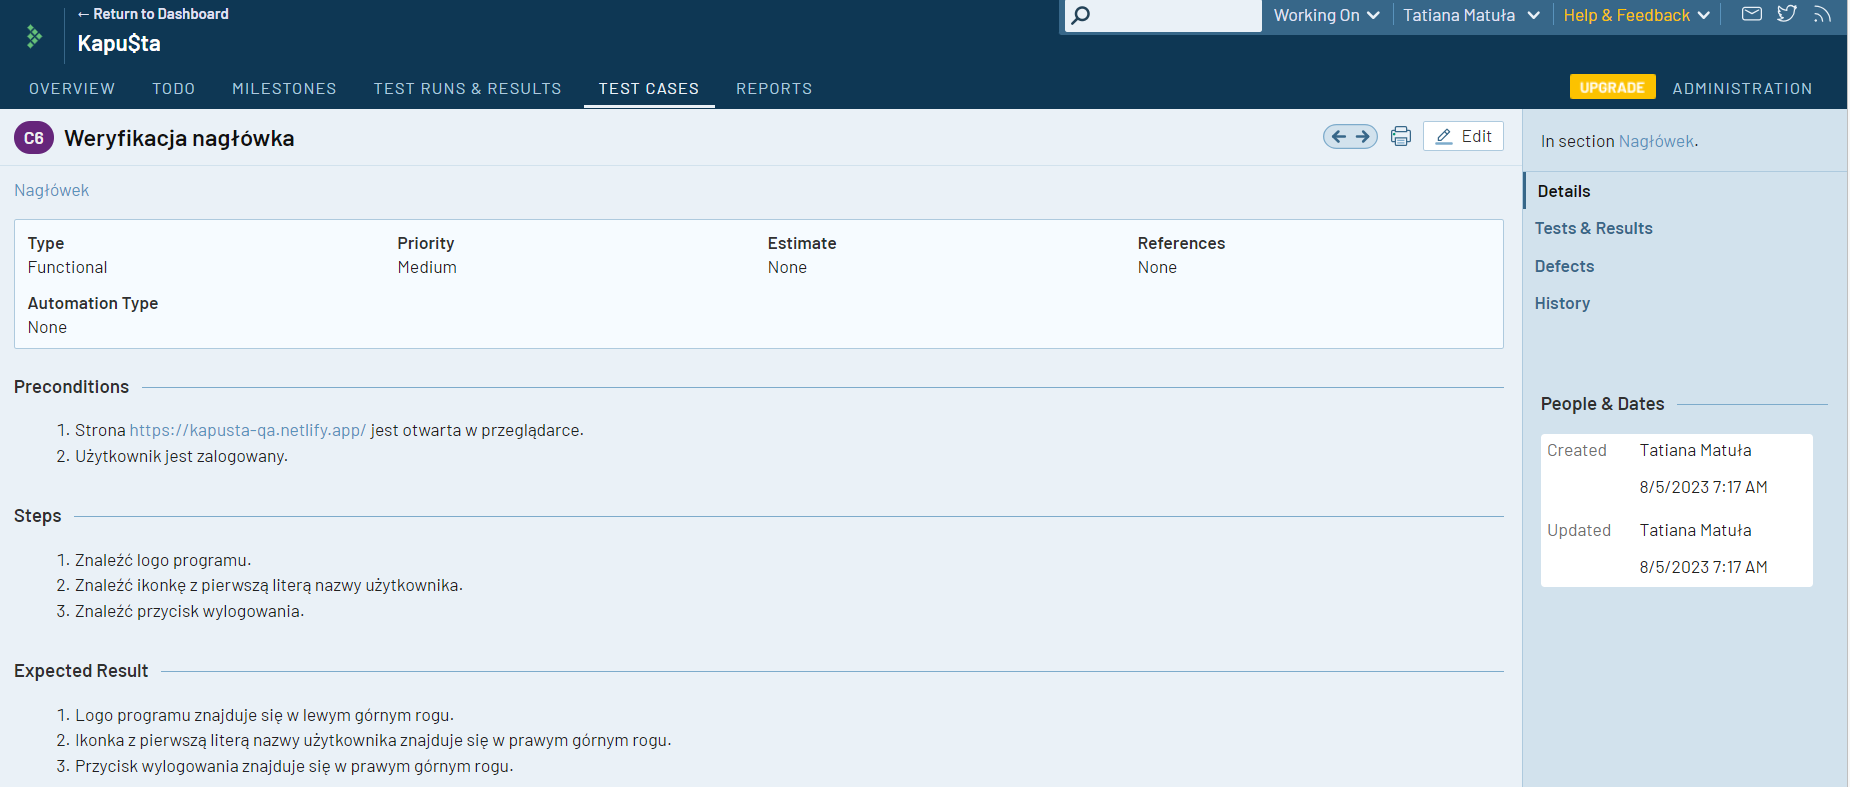 ← Return to Dashboard
Kapu$ta
Working On
Tatiana Matuła
Help & Feedback
OVERVIEW
TODO
MILESTONES
TEST RUNS & RESULTS
TEST CASES
REPORTS
UPGRADE
ADMINISTRATION
C6
Weryfikacja nagłówka
Edit
Nagłówek
Type
Functional
Priority
Medium
Estimate
None
References
None
Automation Type
None
Preconditions
1. Strona https://kapusta-qa.netlify.app/ jest otwarta w przeglądarce.
2. Użytkownik jest zalogowany.
Steps
1. Znaleźć logo programu.
2. Znaleźć ikonkę z pierwszą literą nazwy użytkownika.
3. Znaleźć przycisk wylogowania.
Expected Result
1. Logo programu znajduje się w lewym górnym rogu.
2. Ikonka z pierwszą literą nazwy użytkownika znajduje się w prawym górnym rogu.
3. Przycisk wylogowania znajduje się w prawym górnym rogu.
In section Nagłówek.
Details
Tests & Results
Defects
History
People & Dates
Created
Tatiana Matuła
8/5/2023 7:17 AM
Updated
Tatiana Matuła
8/5/2023 7:17 AM